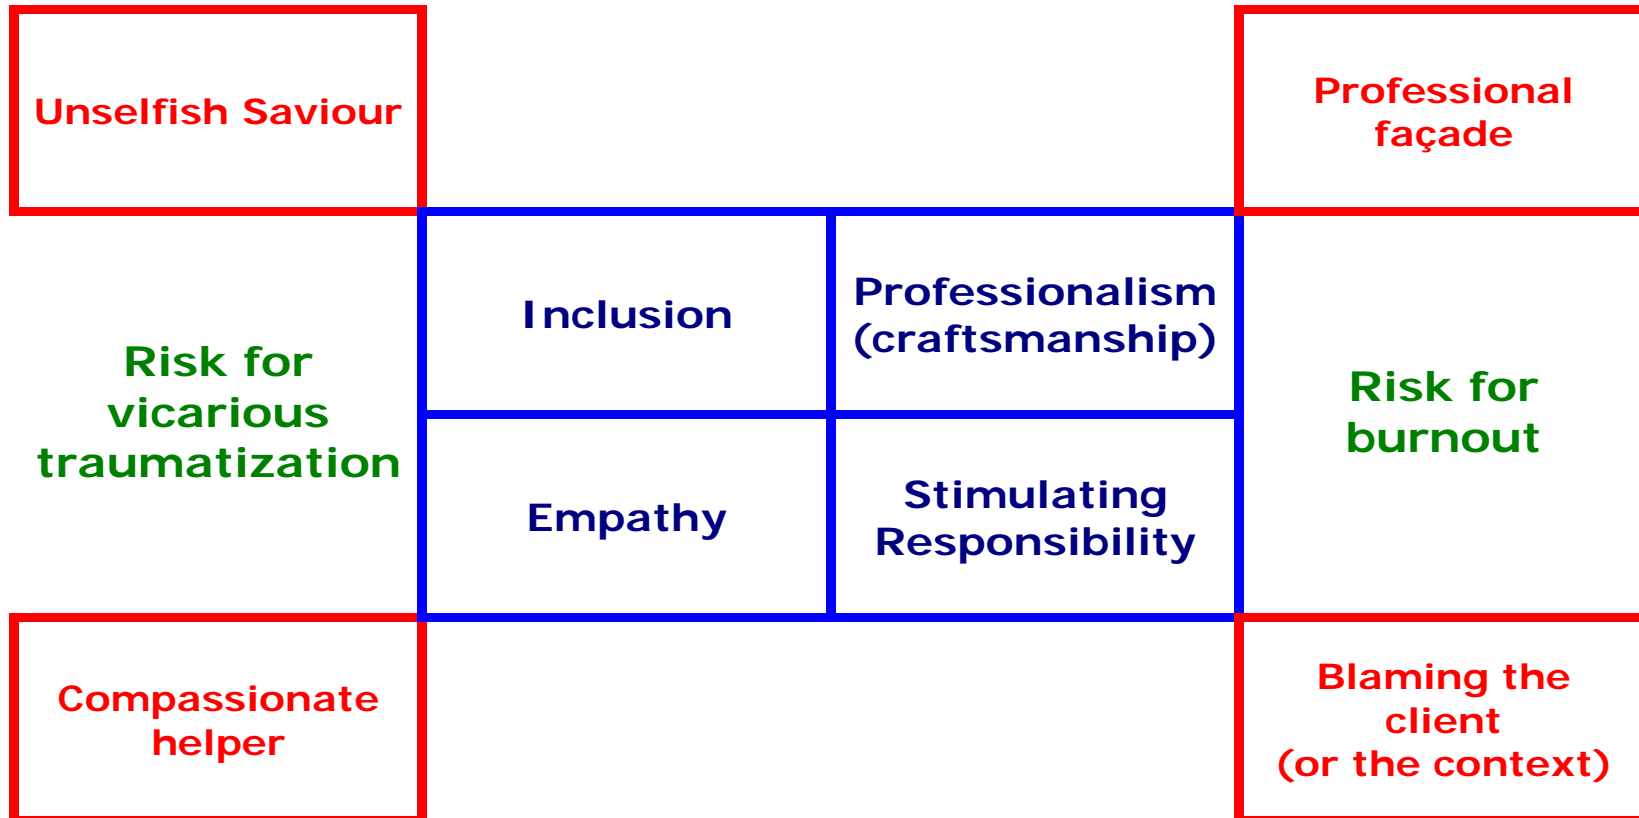 Unselfish Saviour
Professional
façade
Inclusion
Professionalism
(craftsmanship)
Risk for
vicarious
traumatization
Risk for
burnout
Empathy
Stimulating
Responsibility
Compassionate
helper
Blaming the
client
(or the context)